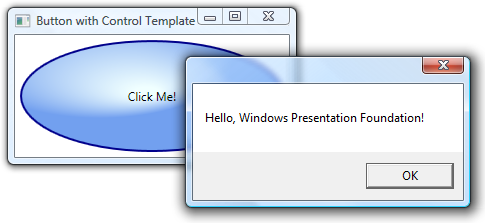 Button with Control Template
Click Me!
Hello, Windows Presentation Foundation!
OK